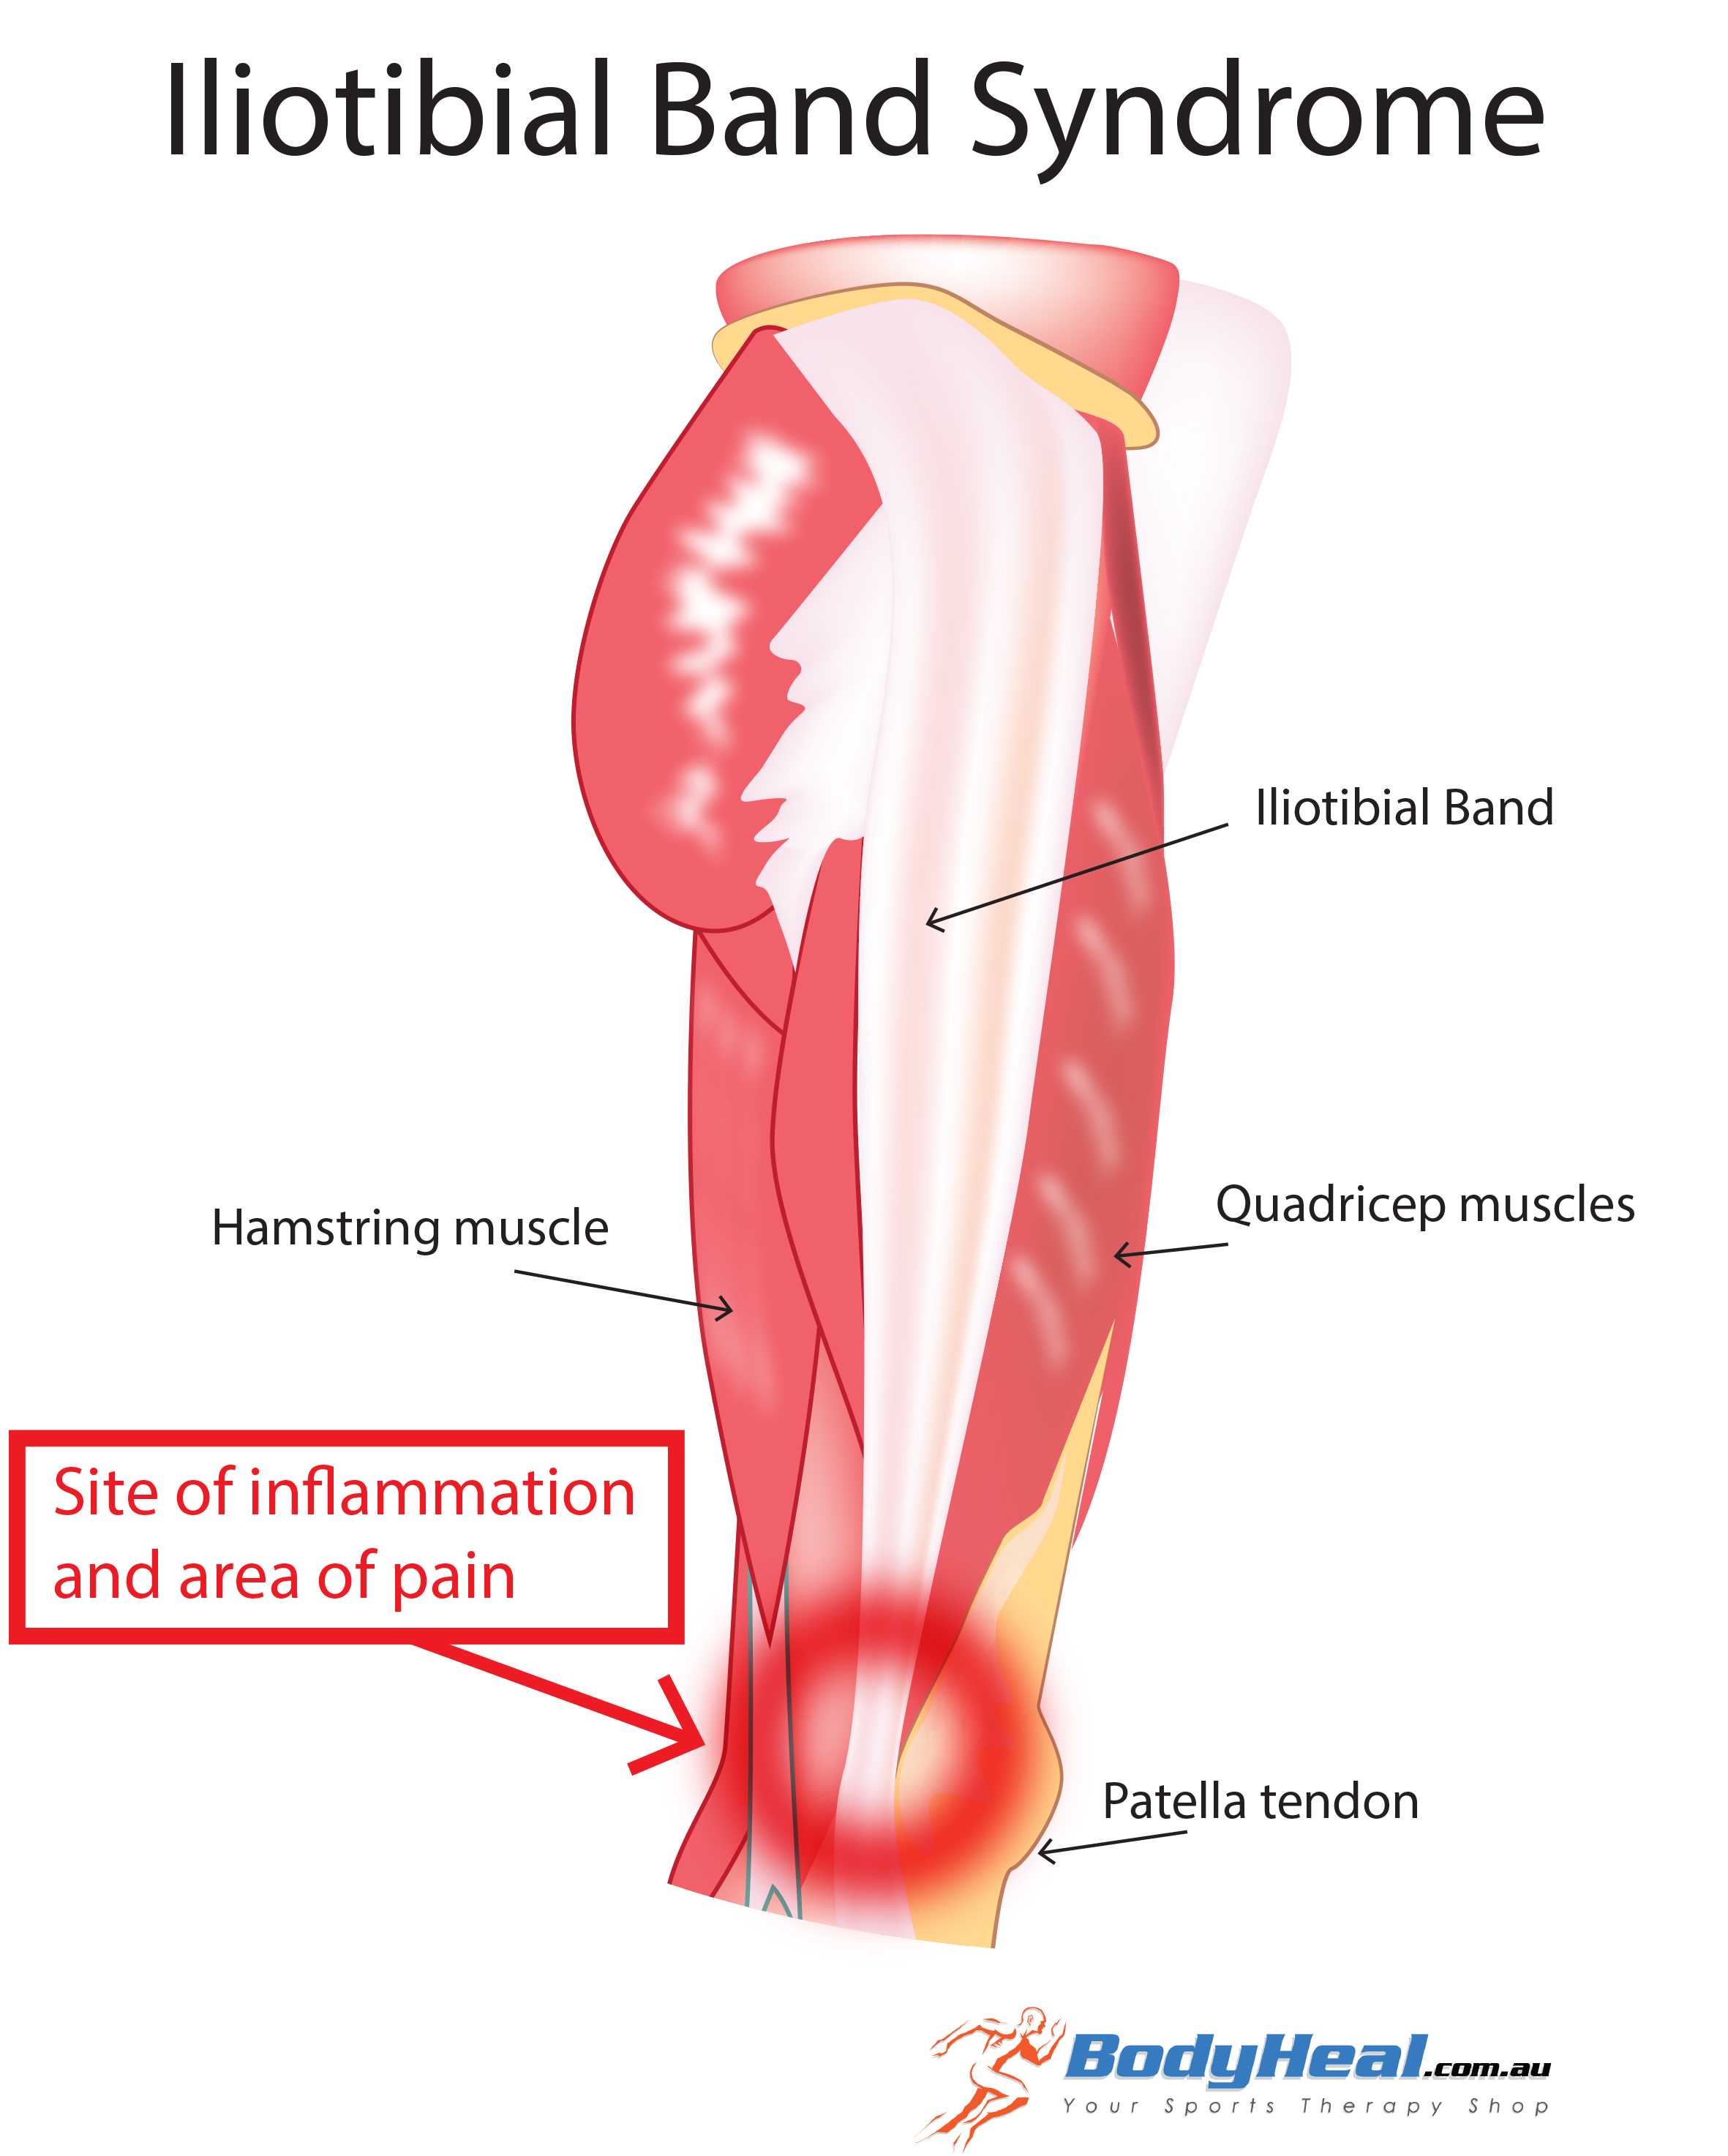 Iliotibial Band Syndrome
Iliotibial Band
Quadricep muscles
Hamstring muscle
Site of inflammation
and area of pain
Patella tendon
BodyHeal.com.au
Your Sports Therapy Shop